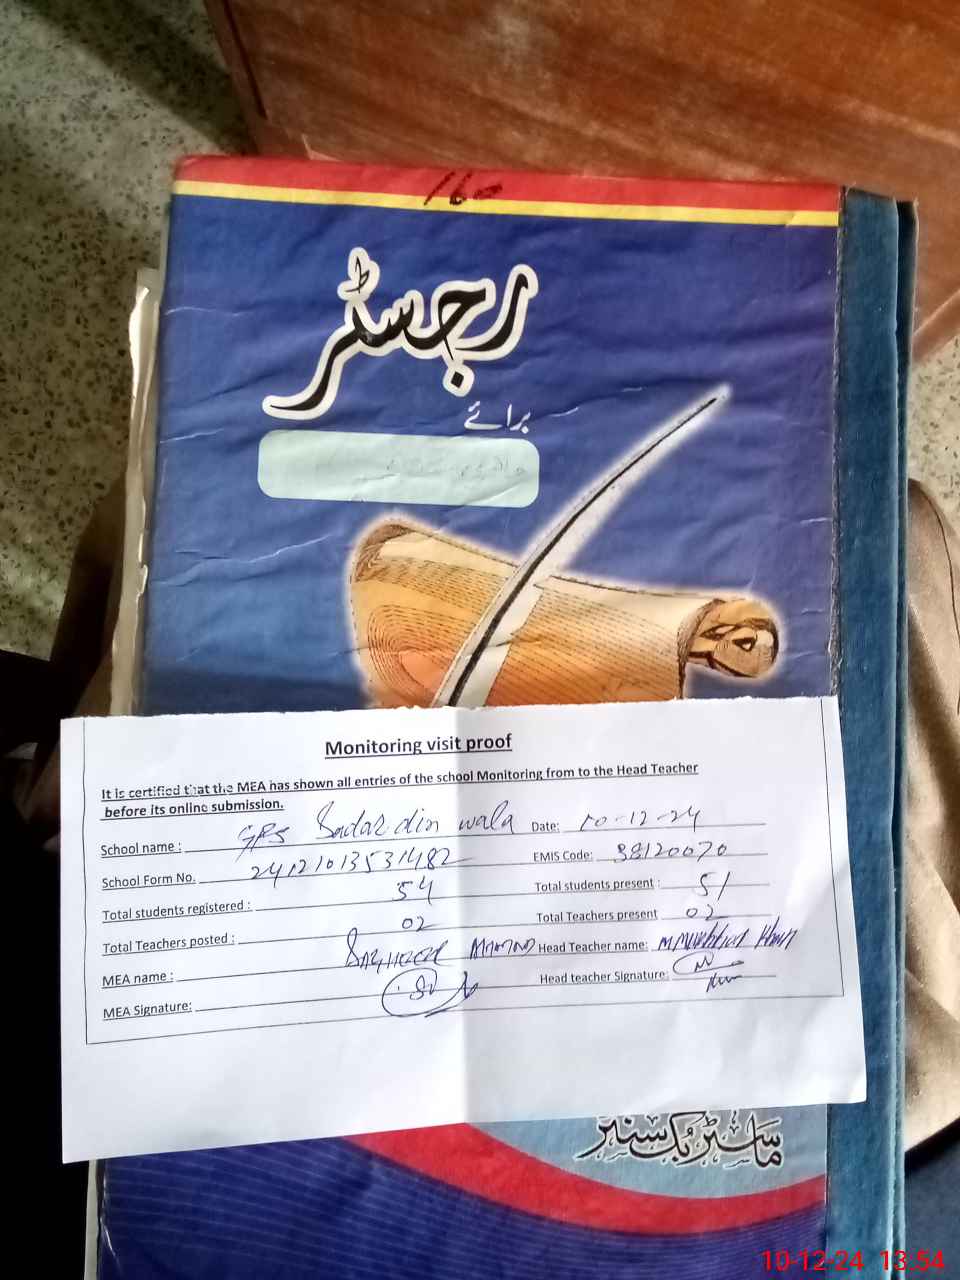 160
رجسٹر
برائے
Monitoring visit proof
It is certified that the MEA has shown all entries of the school Monitoring from to the Head Teacher
before its online submission.
School name : GPS Badar din wala Date: 10-12-24
School Form No. 24121013531482 EMIS Code: 38120070
Total students registered : 54 Total students present : 51
Total Teachers posted : 02 Total Teachers present 02
MEA name : Head Teacher name: Khan
MEA Signature: Head teacher Signature:
ماسٹر بک سنٹر
10-12-24 13.54